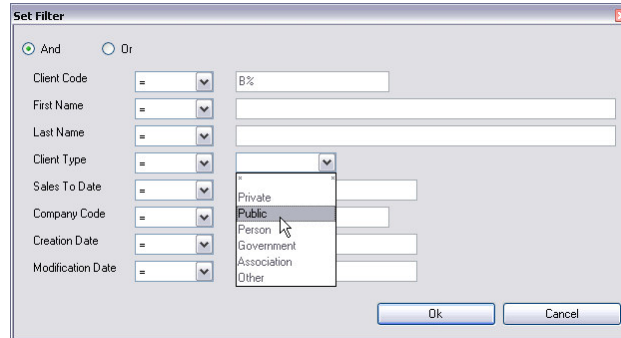 Set Filter
And Or
Client Code = B%
First Name =
Last Name =
Client Type =
Sales To Date =
Private
Company Code = Public
Person
Creation Date = Government
Association
Modification Date = Other
Ok Cancel